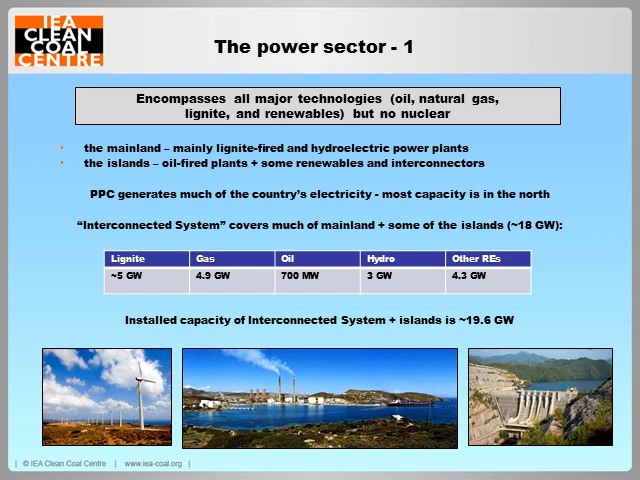 IEA
CLEAN
COAL
CENTRE
The power sector - 1
Encompasses all major technologies (oil, natural gas,
lignite, and renewables) but no nuclear
• the mainland – mainly lignite-fired and hydroelectric power plants
• the islands – oil-fired plants + some renewables and interconnectors
PPC generates much of the country’s electricity - most capacity is in the north
“Interconnected System” covers much of mainland + some of the islands (~18 GW):
Lignite Gas Oil Hydro Other REs
~5 GW 4.9 GW 700 MW 3 GW 4.3 GW
Installed capacity of Interconnected System + islands is ~19.6 GW
| © IEA Clean Coal Centre | www.iea-coal.org |